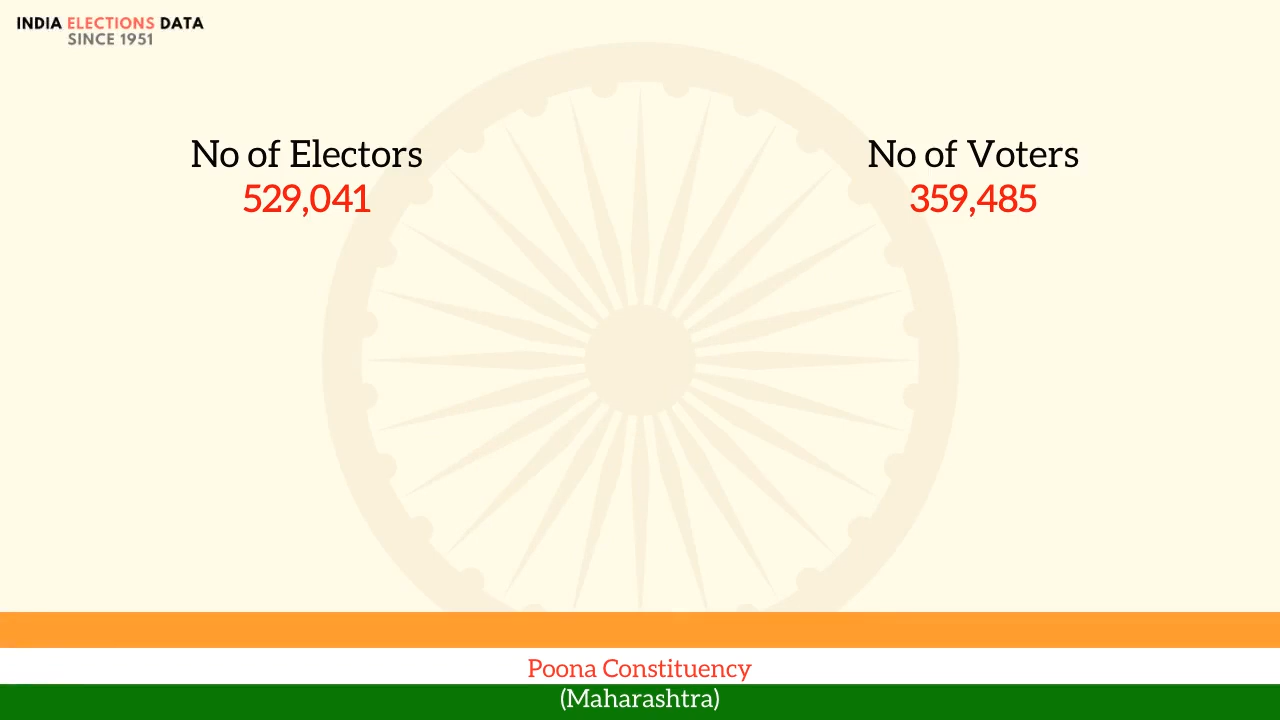 INDIA ELECTIONS DATA
SINCE 1951
No of Electors
529,041
No of Voters
359,485
Poona Constituency
(Maharashtra)